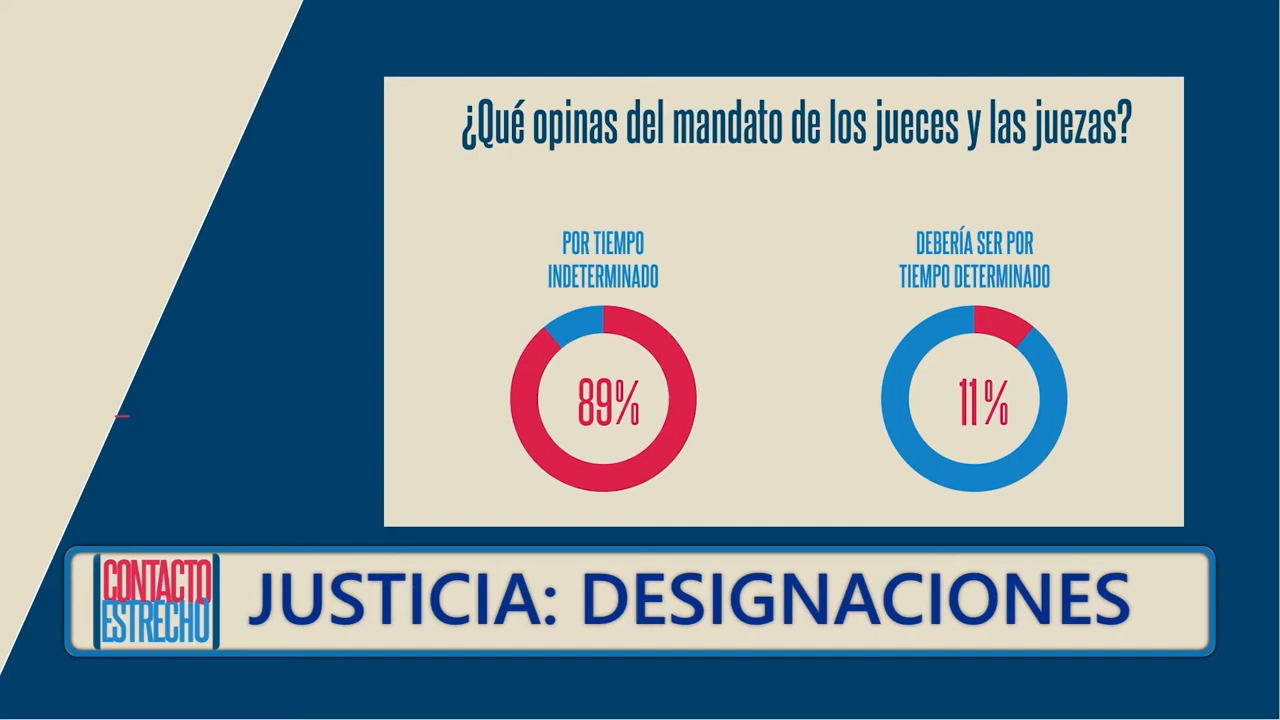 ¿Qué opinas del mandato de los jueces y las juezas?
POR TIEMPO
INDETERMINADO
DEBERÍA SER POR
TIEMPO DETERMINADO
89%
11%
CONTACTO
ESTRECHO
JUSTICIA: DESIGNACIONES